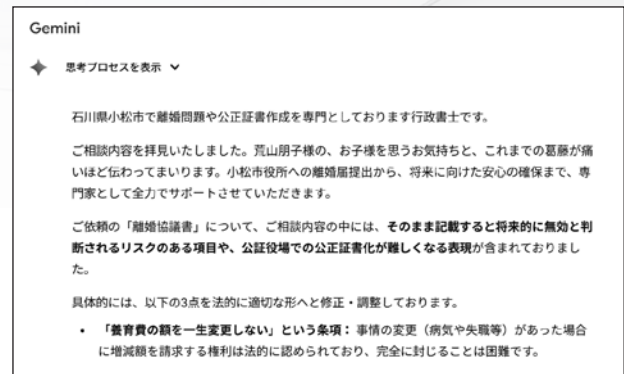 Gemini
思考プロセスを表示
石川県小松市で離婚問題や公正証書作成を専門としております行政書士です。
ご相談内容を拝見いたしました。荒山朋子様の、お子様を思うお気持ちと、これまでの葛藤が痛
いほど伝わってまいります。小松市役所への離婚届提出から、将来に向けた安心の確保まで、専
門家として全力でサポートさせていただきます。
ご依頼の「離婚協議書」について、ご相談内容の中には、そのまま記載すると将来的に無効と判
断されるリスクのある項目や、公証役場での公正証書化が難しくなる表現が含まれておりまし
た。
具体的には、以下の3点を法的に適切な形へと修正・調整しております。
• 「養育費の額を一生変更しない」という条項： 事情の変更（病気や失職等）があった場合
に増減額を請求する権利は法的に認められており、完全に封じることは困難です。